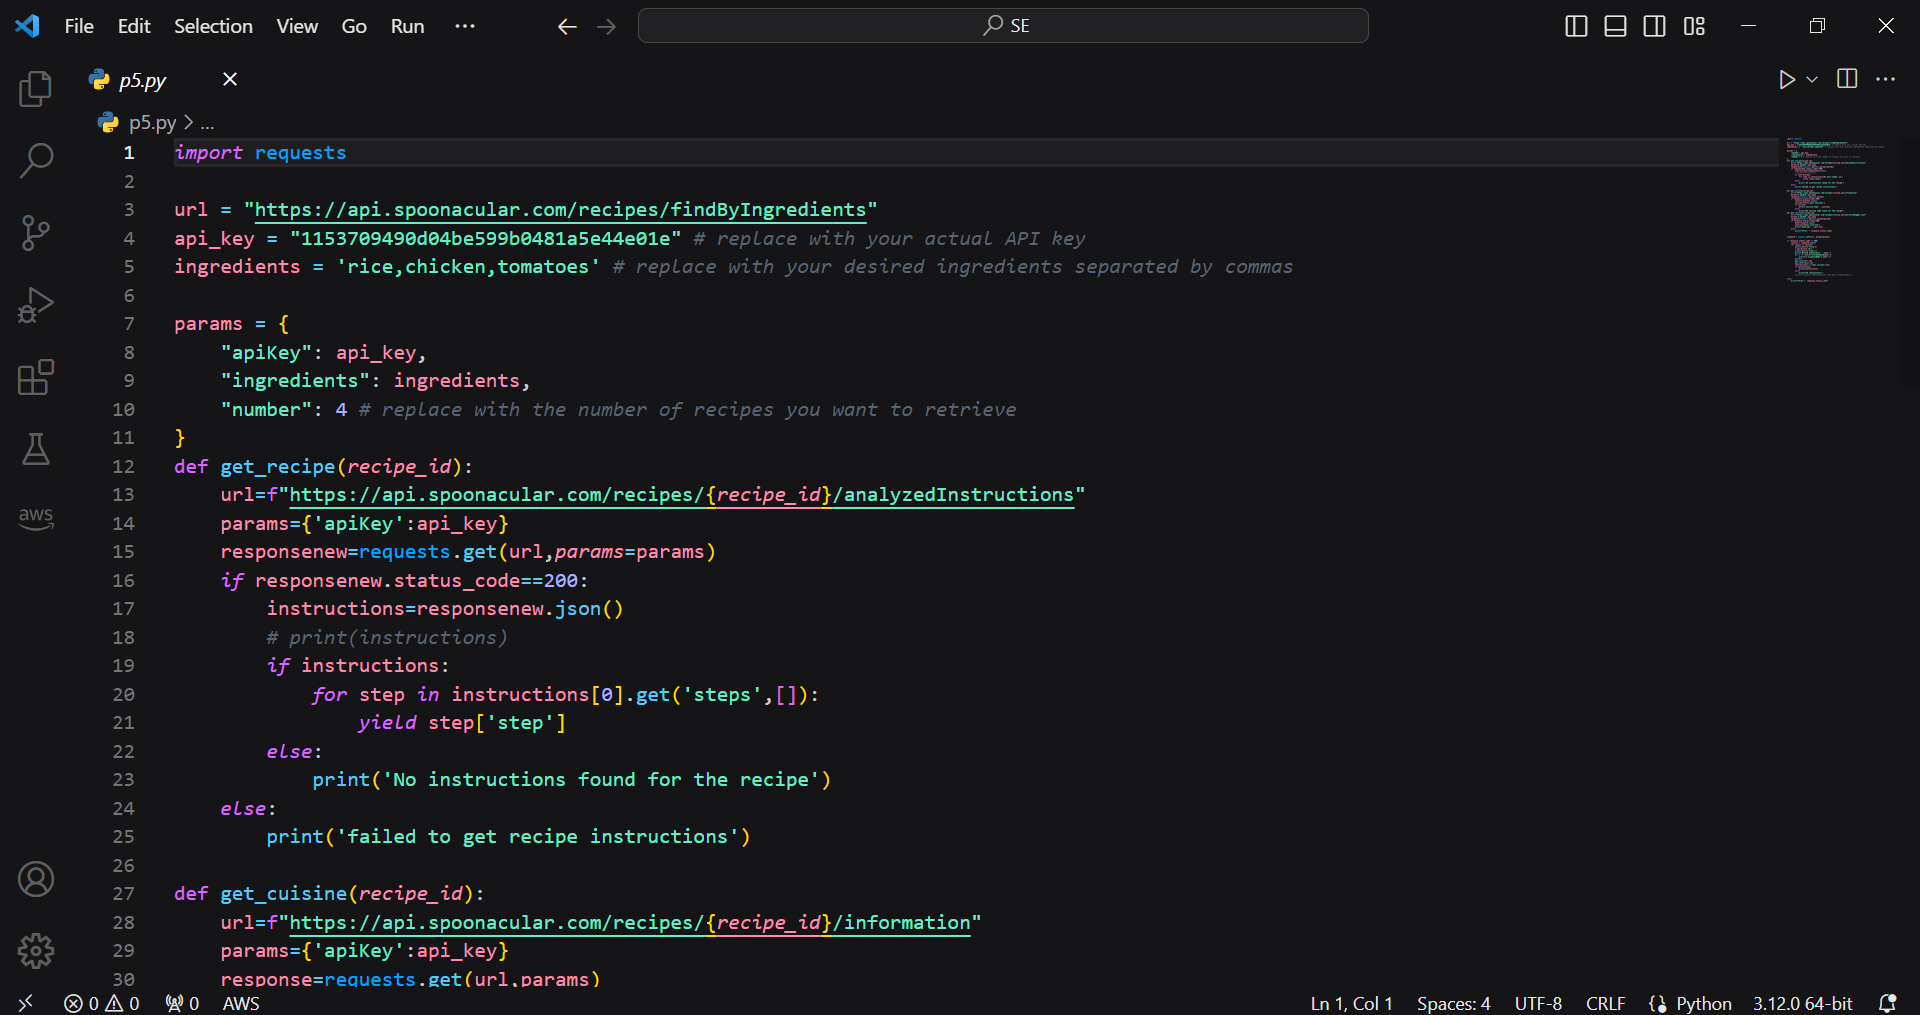 File Edit Selection View Go Run ··· SE
p5.py
p5.py > ...
1 import requests
2
3 url = "https://api.spoonacular.com/recipes/findByIngredients"
4 api_key = "1153709490d04be599b0481a5e44e01e" # replace with your actual API key
5 ingredients = 'rice,chicken,tomatoes' # replace with your desired ingredients separated by commas
6
7 params = {
8     "apiKey": api_key,
9     "ingredients": ingredients,
10     "number": 4 # replace with the number of recipes you want to retrieve
11 }
12 def get_recipe(recipe_id):
13     url=f"https://api.spoonacular.com/recipes/{recipe_id}/analyzedInstructions"
14     params={'apiKey':api_key}
15     responsenew=requests.get(url,params=params)
16     if responsenew.status_code==200:
17         instructions=responsenew.json()
18         # print(instructions)
19         if instructions:
20             for step in instructions[0].get('steps',[]):
21                 yield step['step']
22         else:
23             print('No instructions found for the recipe')
24     else:
25         print('failed to get recipe instructions')
26
27 def get_cuisine(recipe_id):
28     url=f"https://api.spoonacular.com/recipes/{recipe_id}/information"
29     params={'apiKey':api_key}
30     response=requests.get(url,params)
aws
0 0 0 AWS Ln 1, Col 1 Spaces: 4 UTF-8 CRLF Python 3.12.0 64-bit